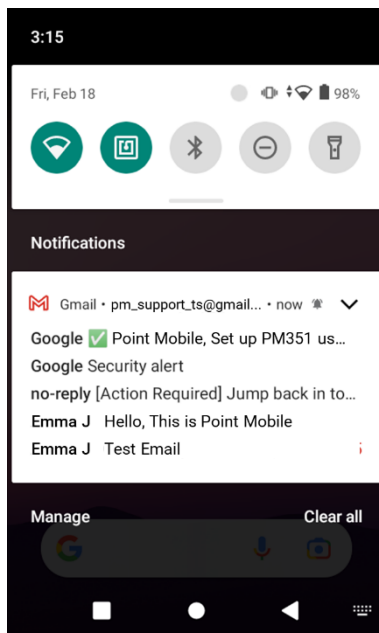 3:15
Fri, Feb 18 98%
Notifications
Gmail • pm_support_ts@gmail... • now
Google ✅ Point Mobile, Set up PM351 us...
Google Security alert
no-reply [Action Required] Jump back in to...
Emma J Hello, This is Point Mobile
Emma J Test Email
Manage Clear all